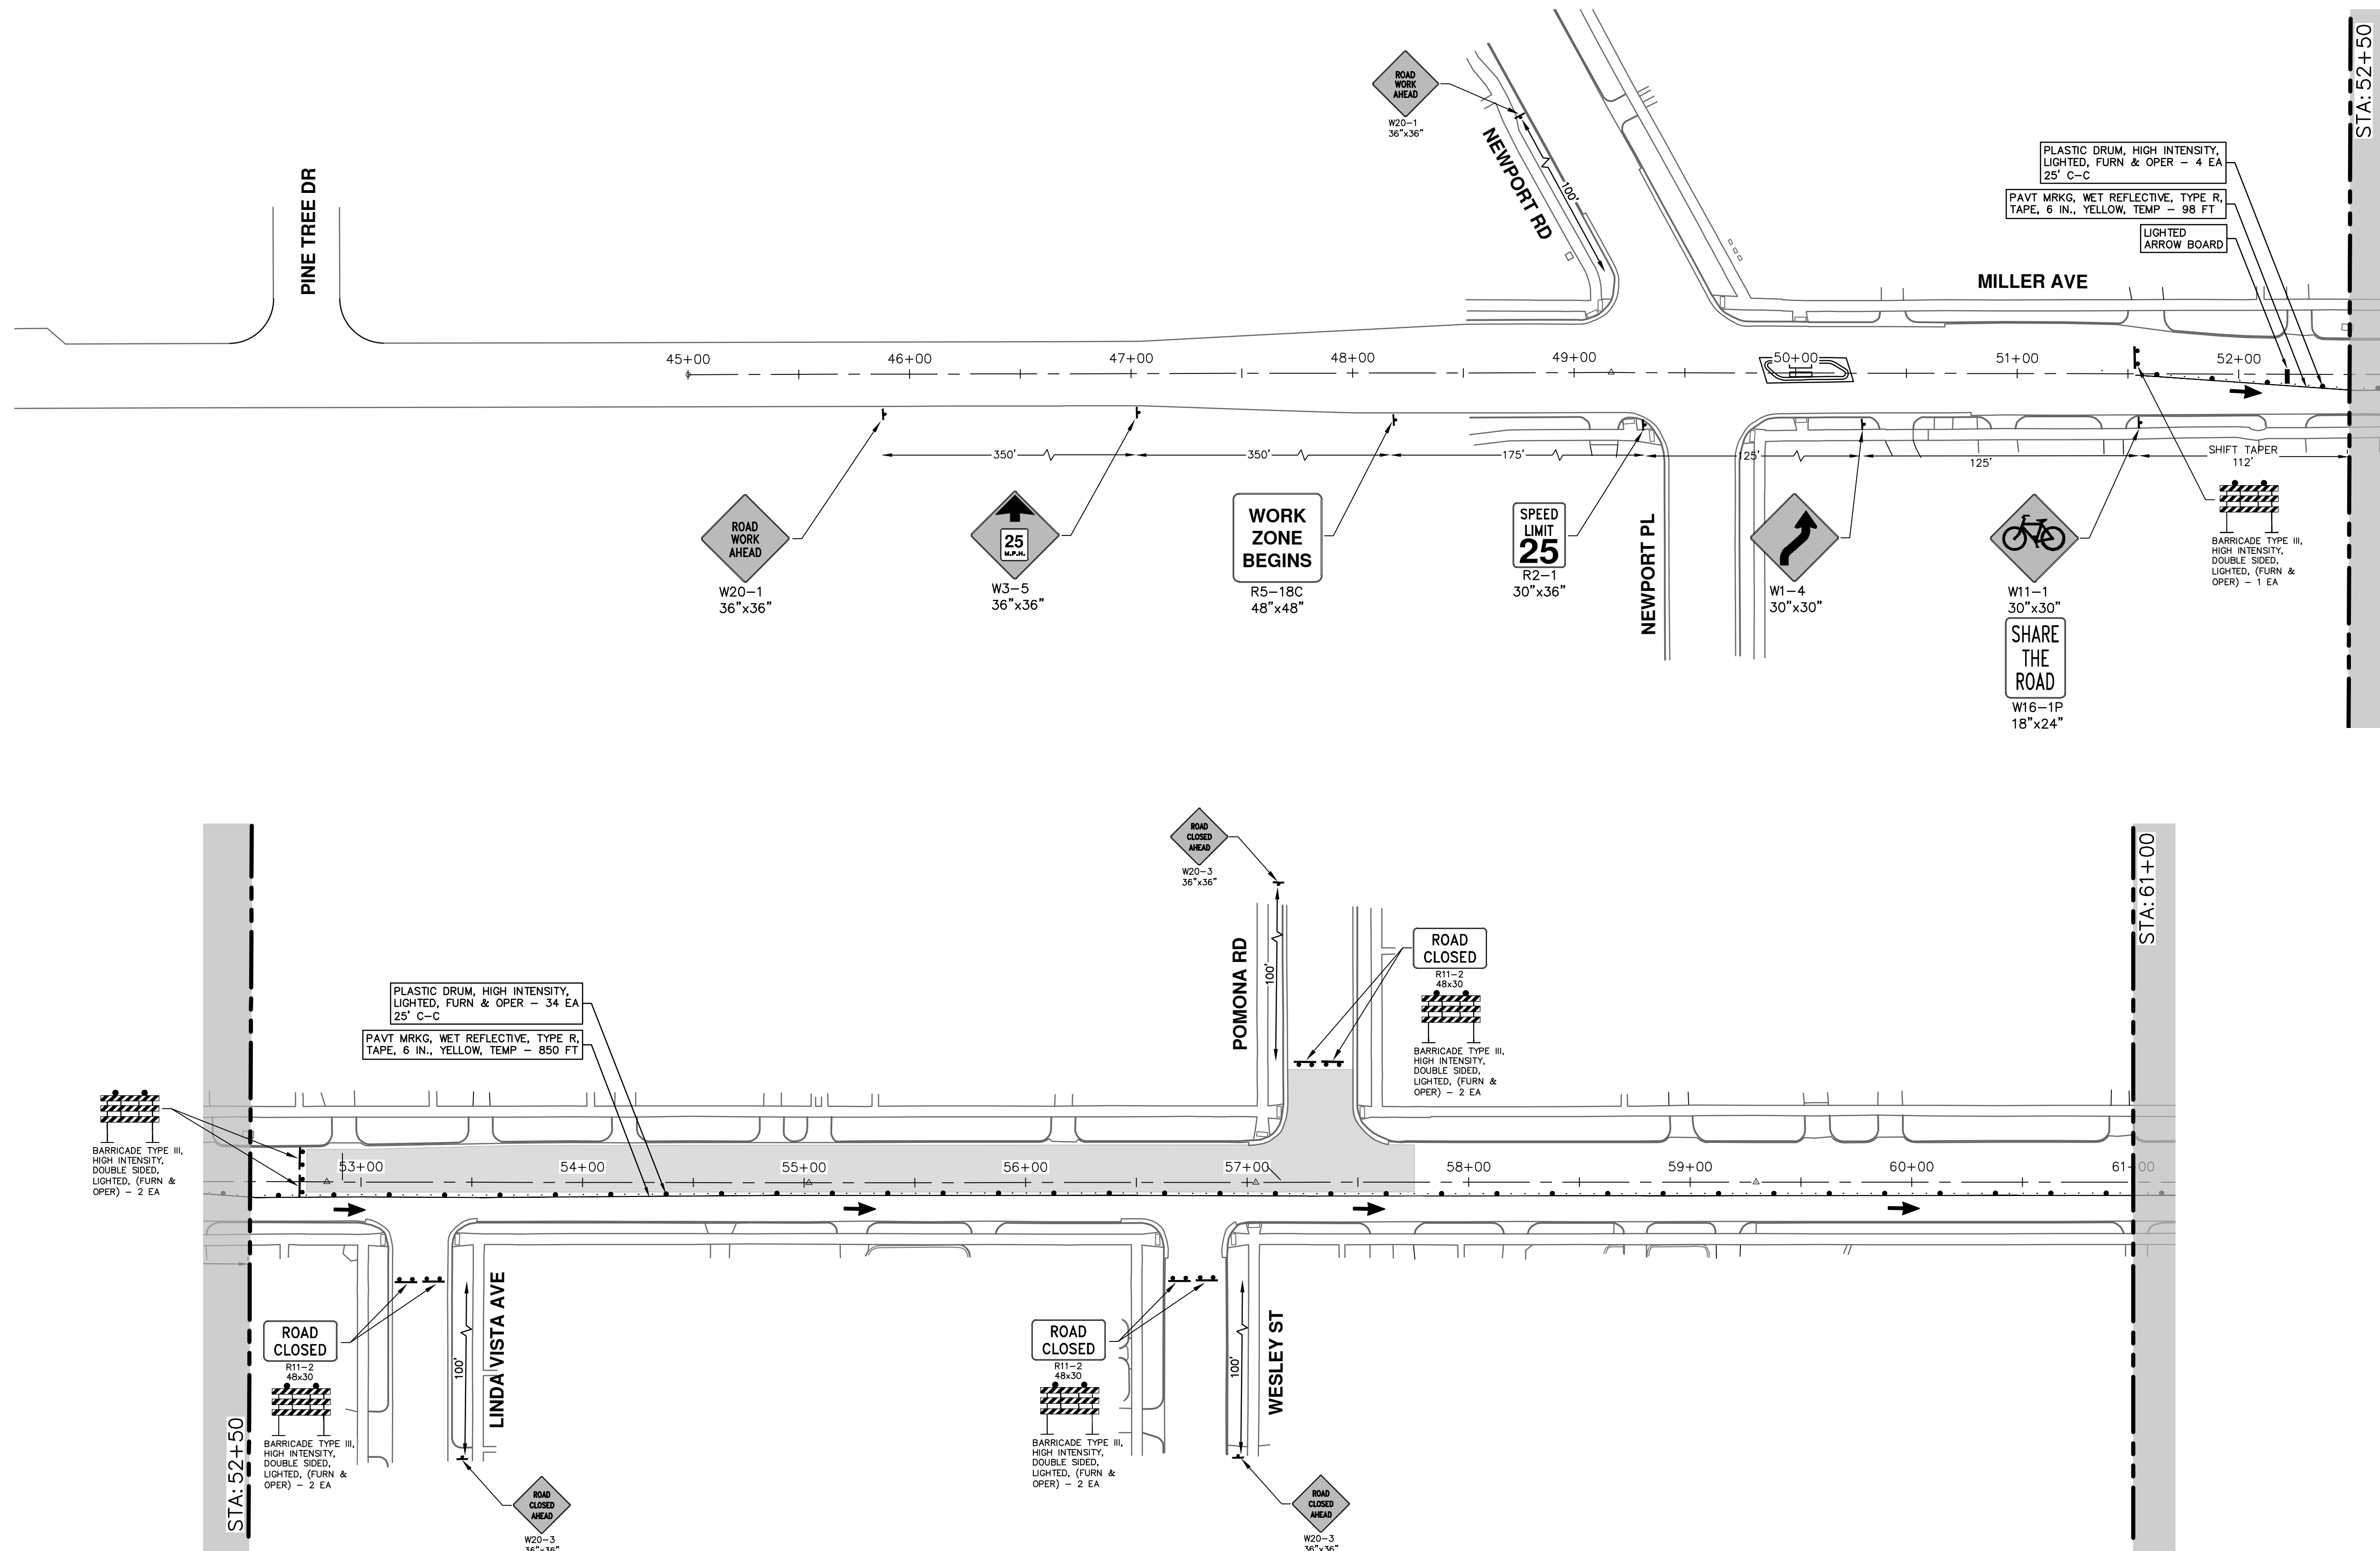 STA: 52+50
ROAD
WORK
AHEAD
W20-1
36"x36"
NEWPORT RD
100'
PINE TREE DR
PLASTIC DRUM, HIGH INTENSITY,
LIGHTED, FURN & OPER - 4 EA
25' C-C
PAVT MRKG, WET REFLECTIVE, TYPE R,
TAPE, 6 IN., YELLOW, TEMP - 98 FT
LIGHTED
ARROW BOARD
MILLER AVE
45+00
46+00
47+00
48+00
49+00
50+00
51+00
52+00
350'
350'
175'
125'
125'
SHIFT TAPER
112'
ROAD
WORK
AHEAD
W20-1
36"x36"
25
M.P.H.
W3-5
36"x36"
WORK
ZONE
BEGINS
R5-18C
48"x48"
SPEED
LIMIT
25
R2-1
30"x36"
NEWPORT PL
W1-4
30"x30"
W11-1
30"x30"
SHARE
THE
ROAD
W16-1P
18"x24"
BARRICADE TYPE III,
HIGH INTENSITY,
DOUBLE SIDED,
LIGHTED, (FURN &
OPER) - 1 EA
ROAD
CLOSED
AHEAD
W20-3
36"x36"
POMONA RD
100'
ROAD
CLOSED
R11-2
48x30
BARRICADE TYPE III,
HIGH INTENSITY,
DOUBLE SIDED,
LIGHTED, (FURN &
OPER) - 2 EA
STA: 61+00
PLASTIC DRUM, HIGH INTENSITY,
LIGHTED, FURN & OPER - 34 EA
25' C-C
PAVT MRKG, WET REFLECTIVE, TYPE R,
TAPE, 6 IN., YELLOW, TEMP - 850 FT
BARRICADE TYPE III,
HIGH INTENSITY,
DOUBLE SIDED,
LIGHTED, (FURN &
OPER) - 2 EA
53+00
54+00
55+00
56+00
57+00
58+00
59+00
60+00
61+00
STA: 52+50
ROAD
CLOSED
R11-2
48x30
BARRICADE TYPE III,
HIGH INTENSITY,
DOUBLE SIDED,
LIGHTED, (FURN &
OPER) - 2 EA
100'
LINDA VISTA AVE
ROAD
CLOSED
AHEAD
W20-3
36"x36"
ROAD
CLOSED
R11-2
48x30
BARRICADE TYPE III,
HIGH INTENSITY,
DOUBLE SIDED,
LIGHTED, (FURN &
OPER) - 2 EA
100'
WESLEY ST
ROAD
CLOSED
AHEAD
W20-3
36"x36"